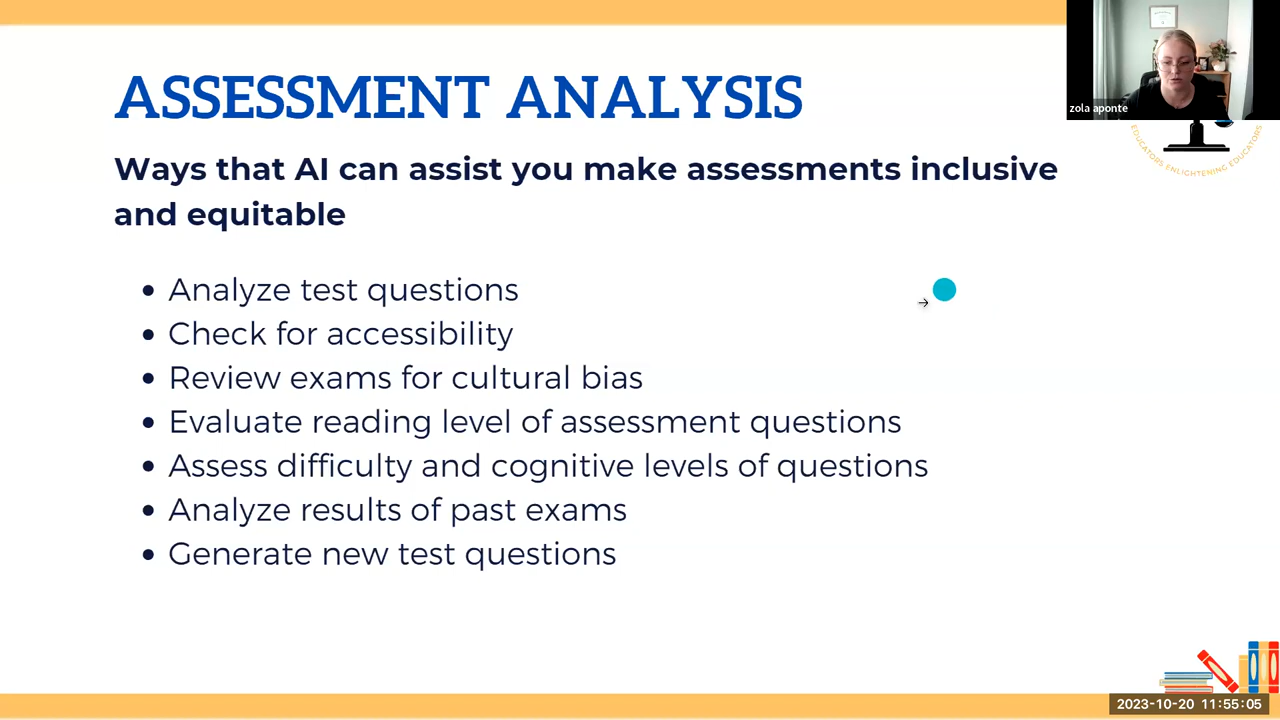 ASSESSMENT ANALYSIS
zola aponte
EDUCATORS ENLIGHTENING EDUCATORS
Ways that AI can assist you make assessments inclusive
and equitable
• Analyze test questions
• Check for accessibility
• Review exams for cultural bias
• Evaluate reading level of assessment questions
• Assess difficulty and cognitive levels of questions
• Analyze results of past exams
• Generate new test questions
2023-10-20 11:55:05